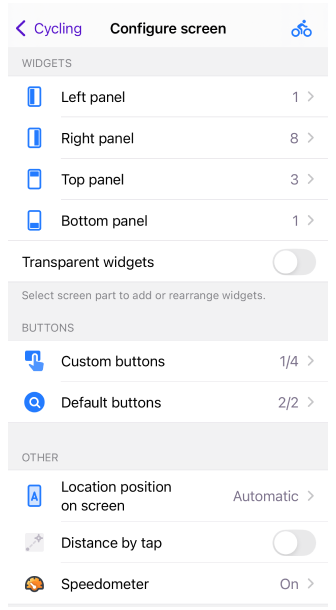 Cycling Configure screen
WIDGETS
Left panel 1
Right panel 8
Top panel 3
Bottom panel 1
Transparent widgets
Select screen part to add or rearrange widgets.
BUTTONS
Custom buttons 1/4
Default buttons 2/2
OTHER
Location position
on screen Automatic
Distance by tap
Speedometer On